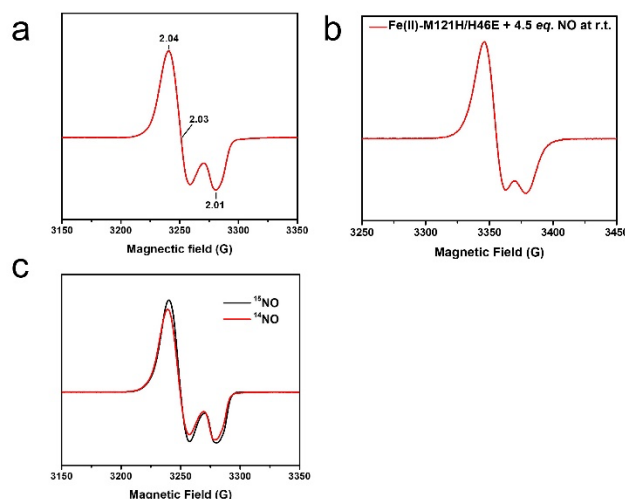 a
2.04
2.03
2.01
3150 3200 3250 3300 3350
Magnectic field (G)
b
Fe(II)-M121H/H46E + 4.5 eq. NO at r.t.
3250 3300 3350 3400 3450
Magnetic Field (G)
c
15NO
14NO
3150 3200 3250 3300 3350
Magnetic Field (G)